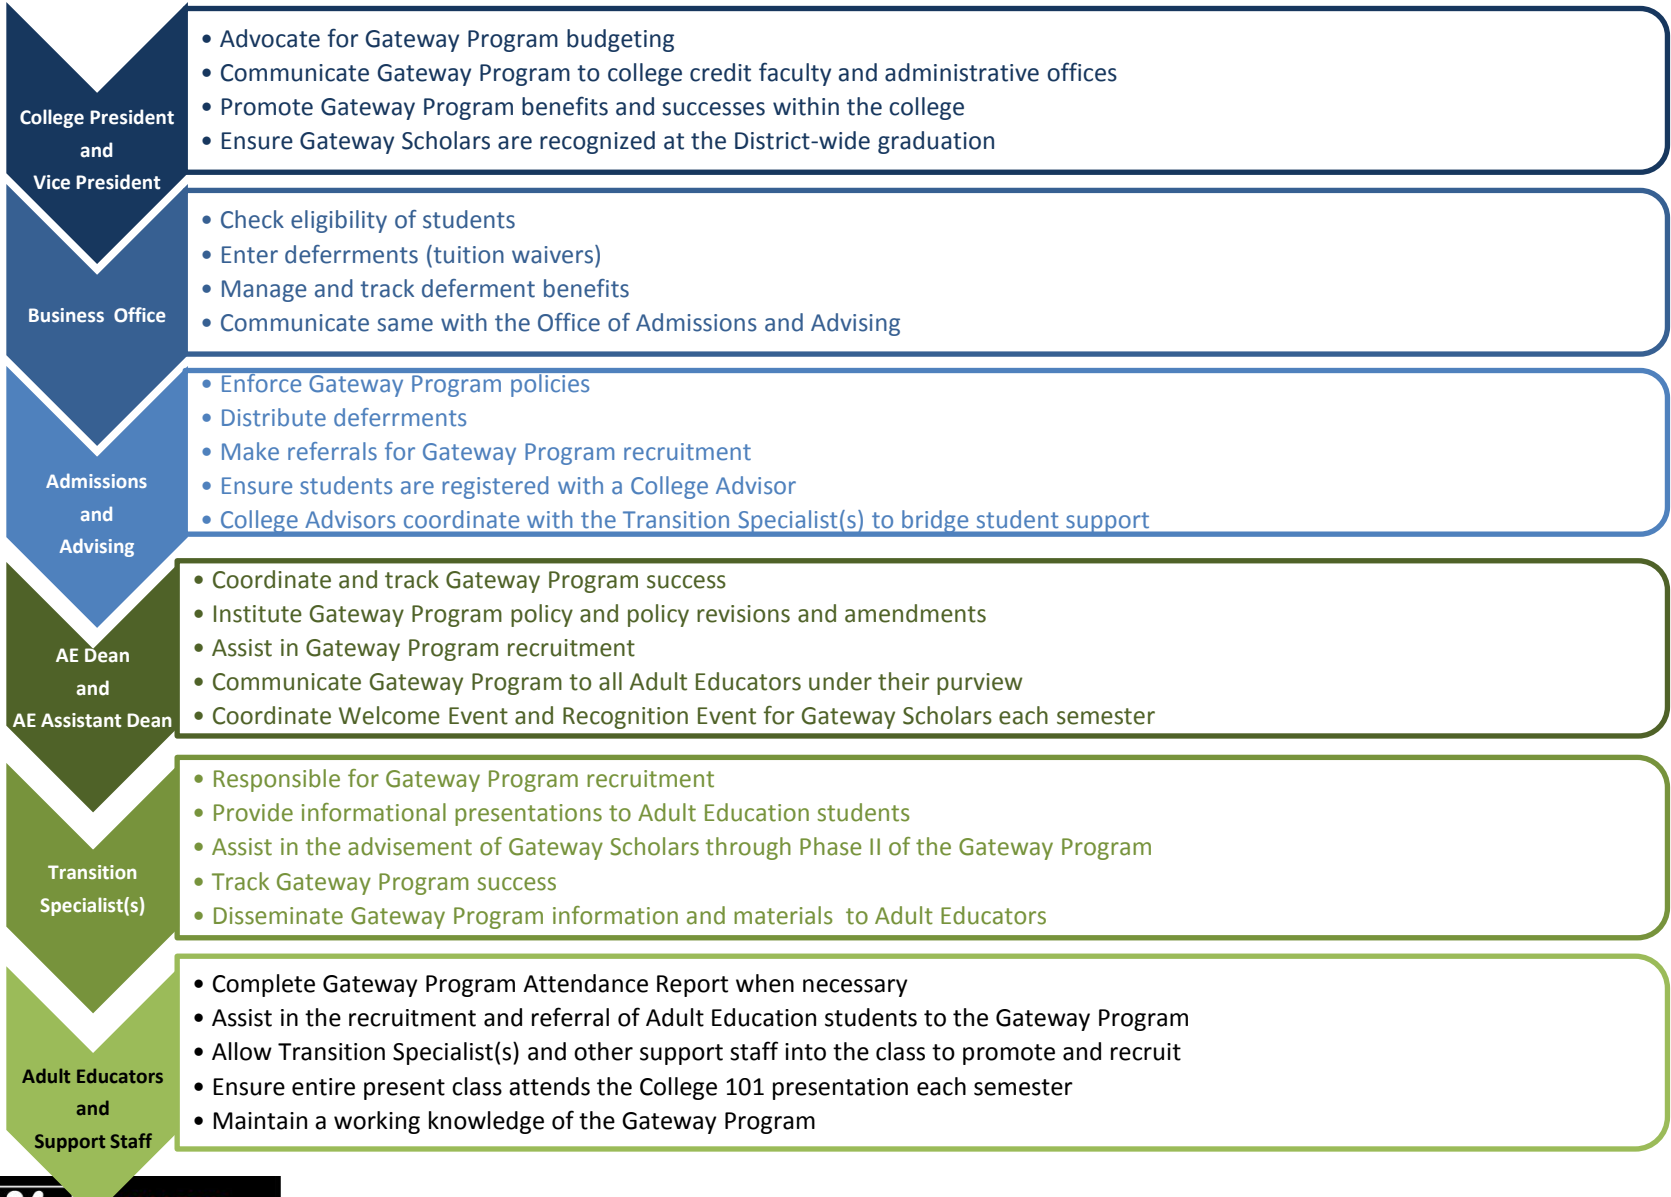 College President
and
Vice President
• Advocate for Gateway Program budgeting
• Communicate Gateway Program to college credit faculty and administrative offices
• Promote Gateway Program benefits and successes within the college
• Ensure Gateway Scholars are recognized at the District-wide graduation
Business Office
• Check eligibility of students
• Enter deferrments (tuition waivers)
• Manage and track deferment benefits
• Communicate same with the Office of Admissions and Advising
Admissions
and
Advising
• Enforce Gateway Program policies
• Distribute deferrments
• Make referrals for Gateway Program recruitment
• Ensure students are registered with a College Advisor
• College Advisors coordinate with the Transition Specialist(s) to bridge student support
AE Dean
and
AE Assistant Dean
• Coordinate and track Gateway Program success
• Institute Gateway Program policy and policy revisions and amendments
• Assist in Gateway Program recruitment
• Communicate Gateway Program to all Adult Educators under their purview
• Coordinate Welcome Event and Recognition Event for Gateway Scholars each semester
Transition
Specialist(s)
• Responsible for Gateway Program recruitment
• Provide informational presentations to Adult Education students
• Assist in the advisement of Gateway Scholars through Phase II of the Gateway Program
• Track Gateway Program success
• Disseminate Gateway Program information and materials  to Adult Educators
Adult Educators
and
Support Staff
• Complete Gateway Program Attendance Report when necessary
• Assist in the recruitment and referral of Adult Education students to the Gateway Program
• Allow Transition Specialist(s) and other support staff into the class to promote and recruit
• Ensure entire present class attends the College 101 presentation each semester
• Maintain a working knowledge of the Gateway Program